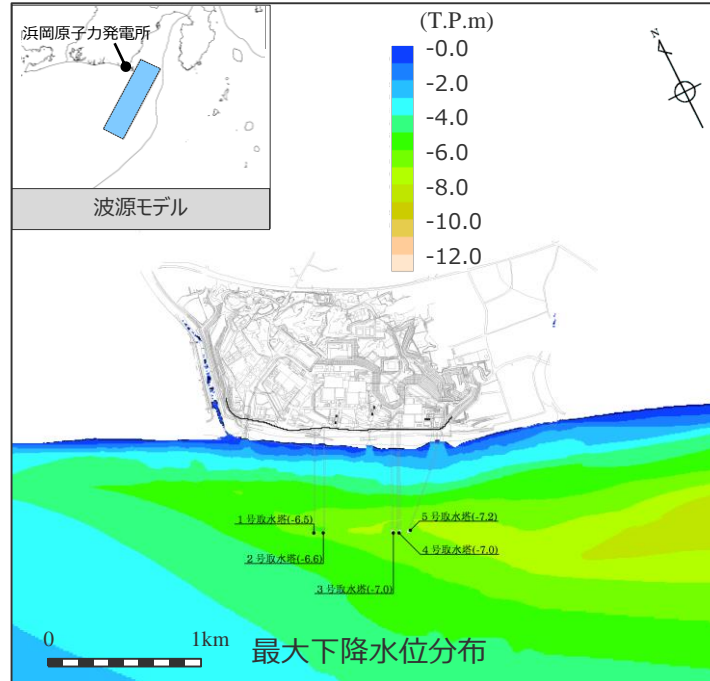 浜岡原子力発電所
波源モデル
(T.P.m)
-0.0
-2.0
-4.0
-6.0
-8.0
-10.0
-12.0
N
1号取水塔(-6.5)
2号取水塔(-6.6)
3号取水塔(-7.0)
5号取水塔(-7.2)
4号取水塔(-7.0)
0 1km
最大下降水位分布